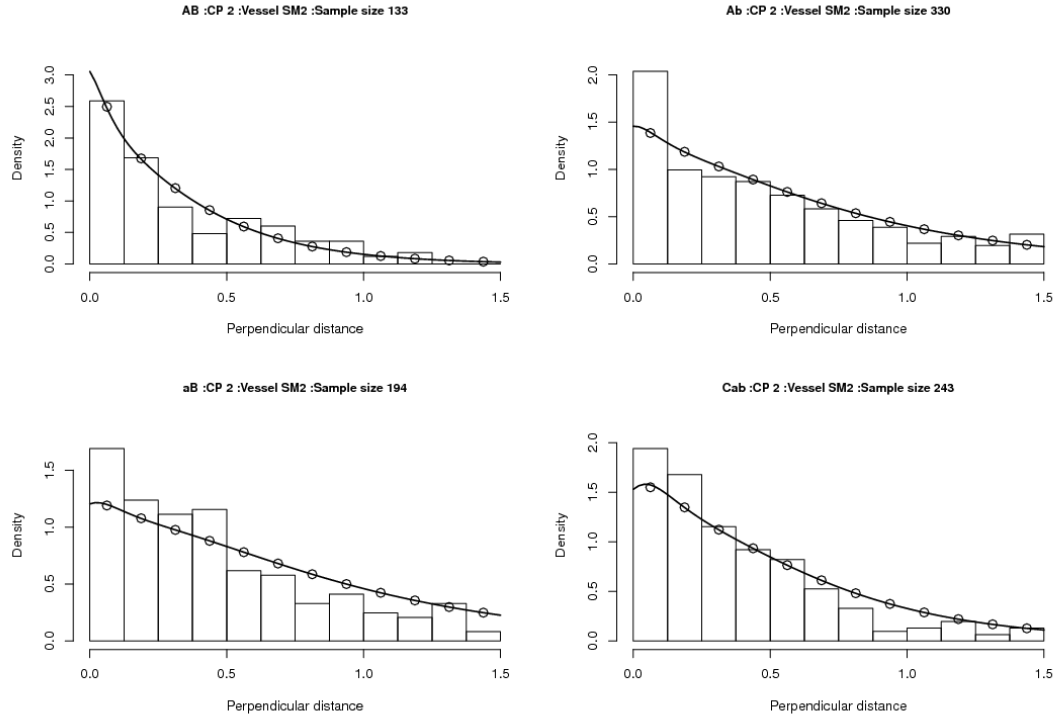 AB :CP 2 :Vessel SM2 :Sample size 133
Density
0.0 0.5 1.0 1.5 2.0 2.5 3.0
0.0 0.5 1.0 1.5
Perpendicular distance
Ab :CP 2 :Vessel SM2 :Sample size 330
Density
0.0 0.5 1.0 1.5 2.0
0.0 0.5 1.0 1.5
Perpendicular distance
aB :CP 2 :Vessel SM2 :Sample size 194
Density
0.0 0.5 1.0 1.5
0.0 0.5 1.0 1.5
Perpendicular distance
Cab :CP 2 :Vessel SM2 :Sample size 243
Density
0.0 0.5 1.0 1.5 2.0
0.0 0.5 1.0 1.5
Perpendicular distance